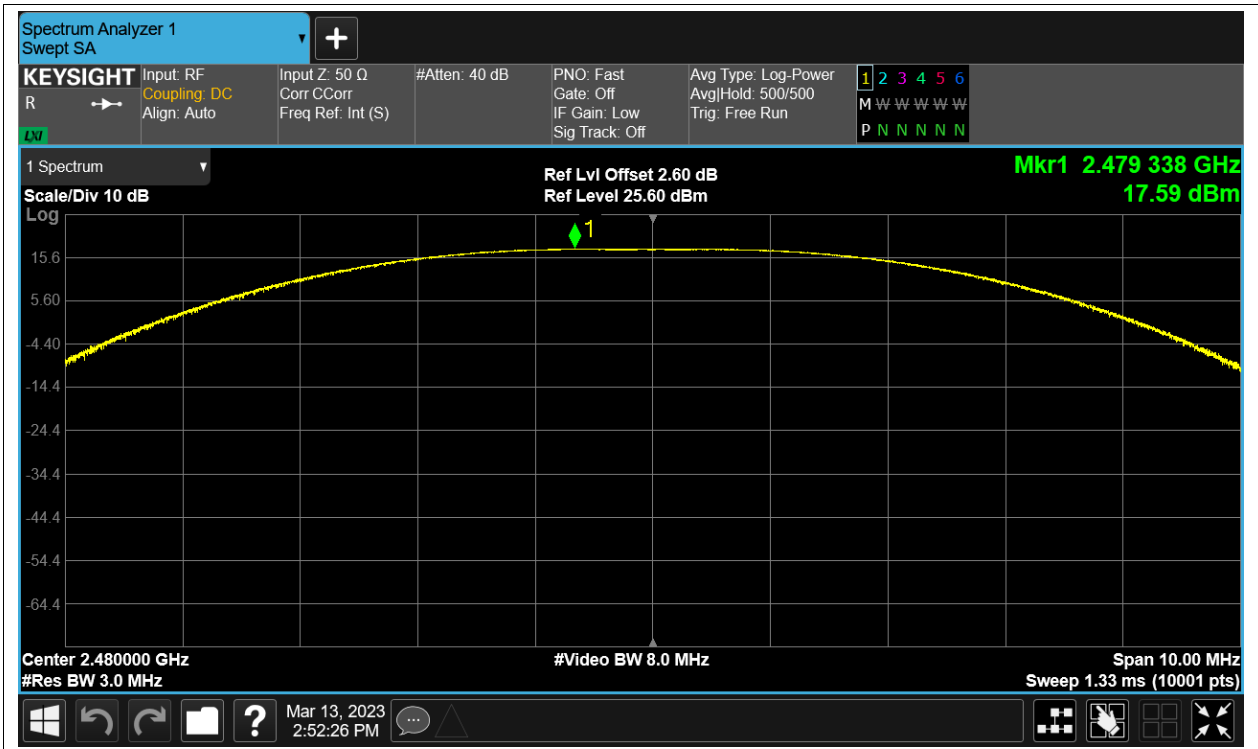 Spectrum Analyzer 1
Swept SA
KEYSIGHT
R
LXI
Input: RF
Coupling: DC
Align: Auto
Input Z: 50 Ω
Corr CCorr
Freq Ref: Int (S)
#Atten: 40 dB
PNO: Fast
Gate: Off
IF Gain: Low
Sig Track: Off
Avg Type: Log-Power
Avg|Hold: 500/500
Trig: Free Run
1 2 3 4 5 6
M W W W W W W
P N N N N N N
1 Spectrum
Scale/Div 10 dB
Log
Ref Lvl Offset 2.60 dB
Ref Level 25.60 dBm
Mkr1 2.479 338 GHz
17.59 dBm
1
15.6
5.60
-4.40
-14.4
-24.4
-34.4
-44.4
-54.4
-64.4
Center 2.480000 GHz
#Res BW 3.0 MHz
#Video BW 8.0 MHz
Span 10.00 MHz
Sweep 1.33 ms (10001 pts)
?
Mar 13, 2023
2:52:26 PM